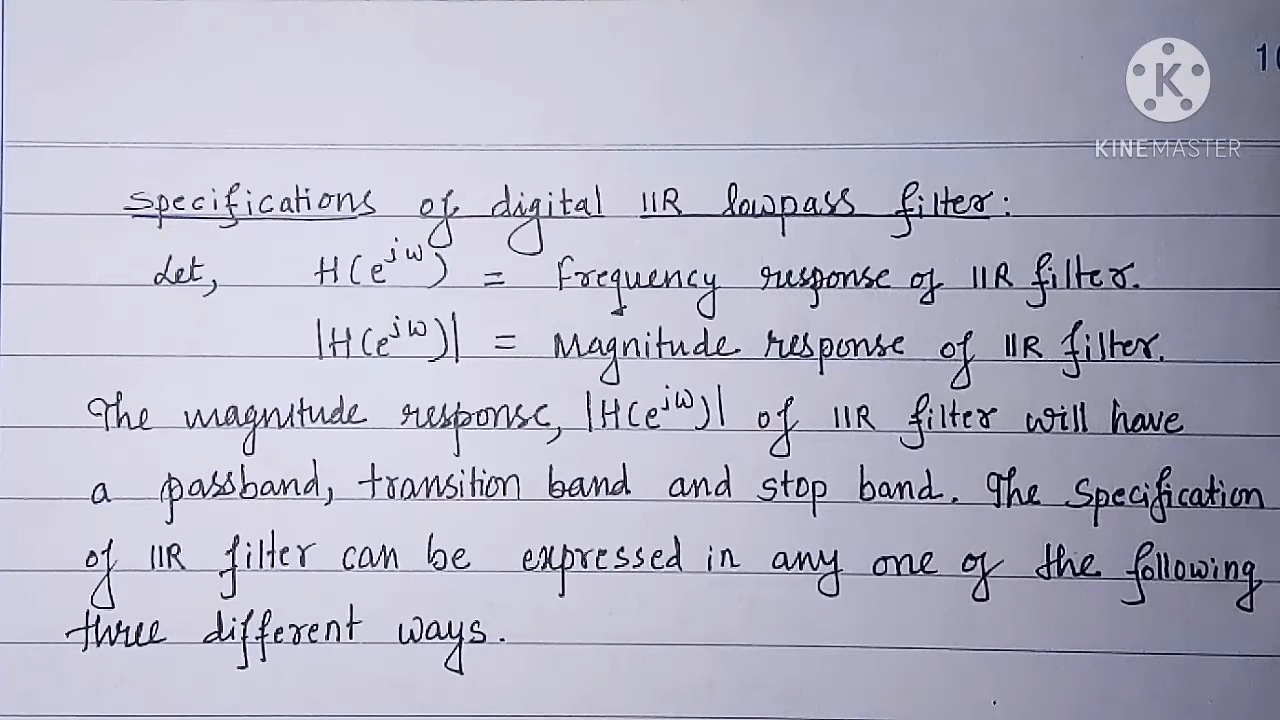 10
K
KINEMASTER
Specifications of digital IIR lowpass filter:
Let, H(e^jω) = Frequency response of IIR filter.
|H(e^jω)| = Magnitude response of IIR filter.
The magnitude response, |H(e^jω)| of IIR filter will have
a passband, transition band and stop band. The Specification
of IIR filter can be expressed in any one of the following
three different ways.